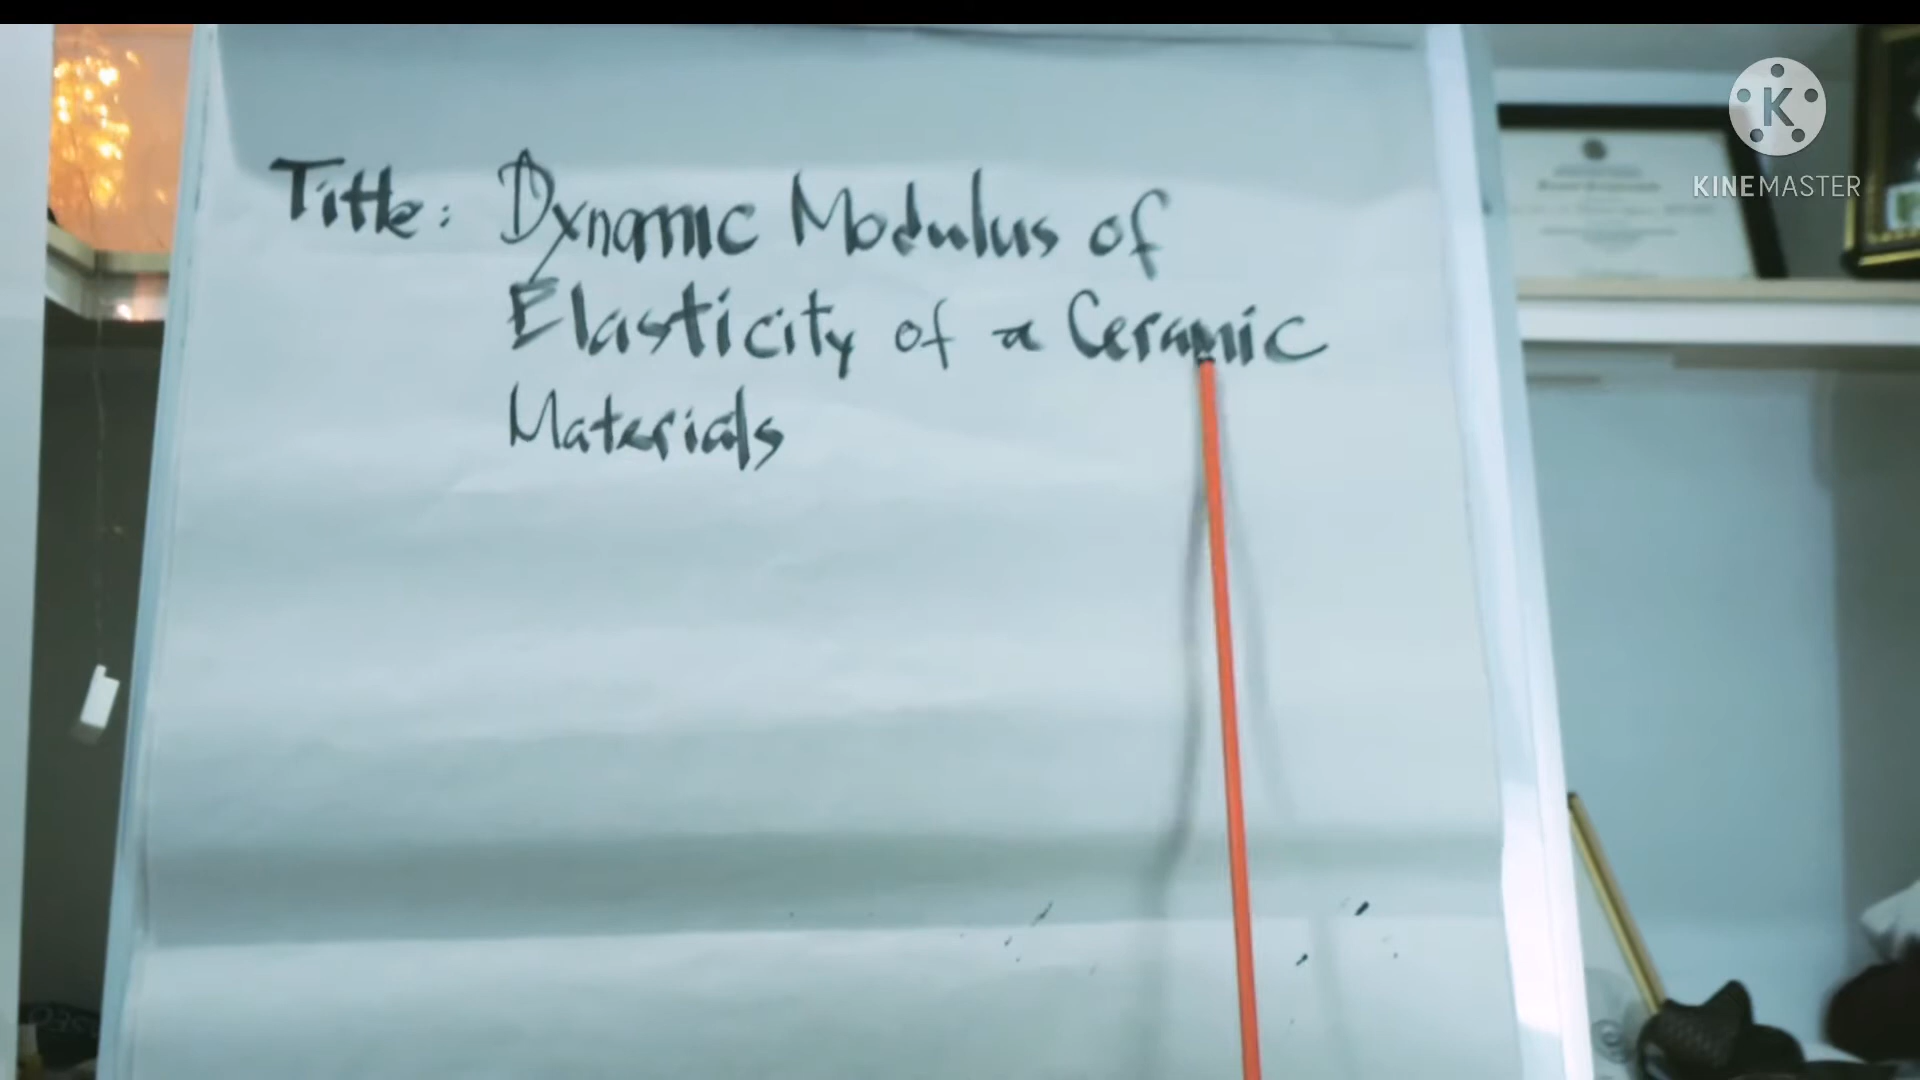 Title: Dynamic Modulus of
Elasticity of a Ceramic
Materials
K
KINEMASTER